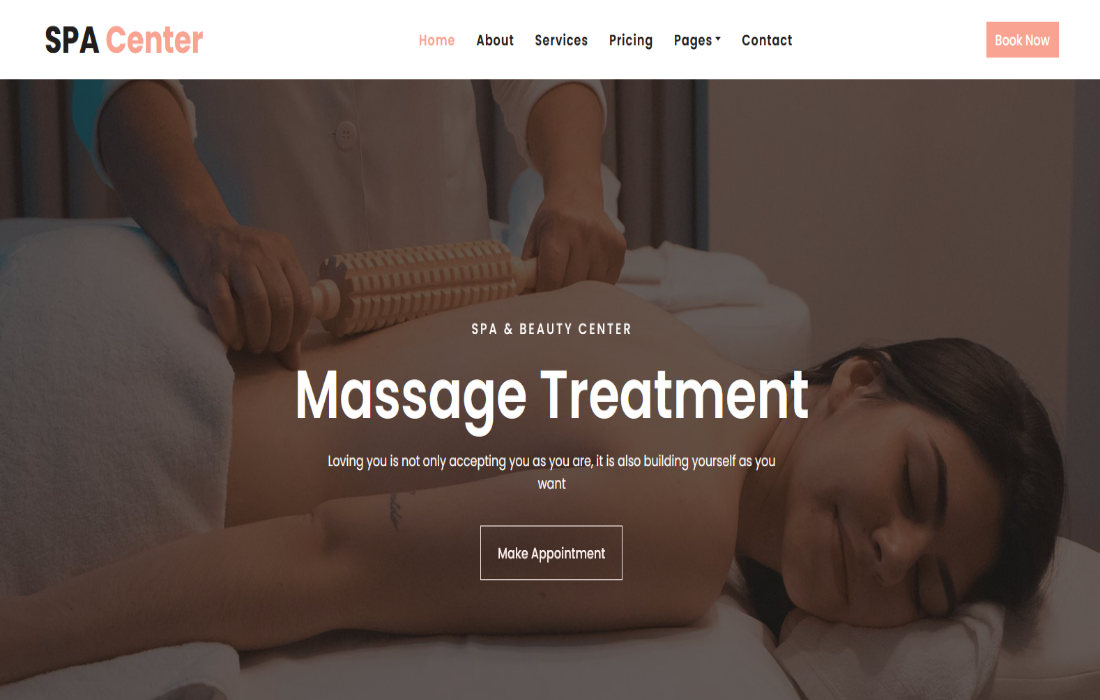 SPA Center
Home About Services Pricing Pages Contact
Book Now
SPA & BEAUTY CENTER
Massage Treatment
Loving you is not only accepting you as you are, it is also building yourself as you
want
Make Appointment